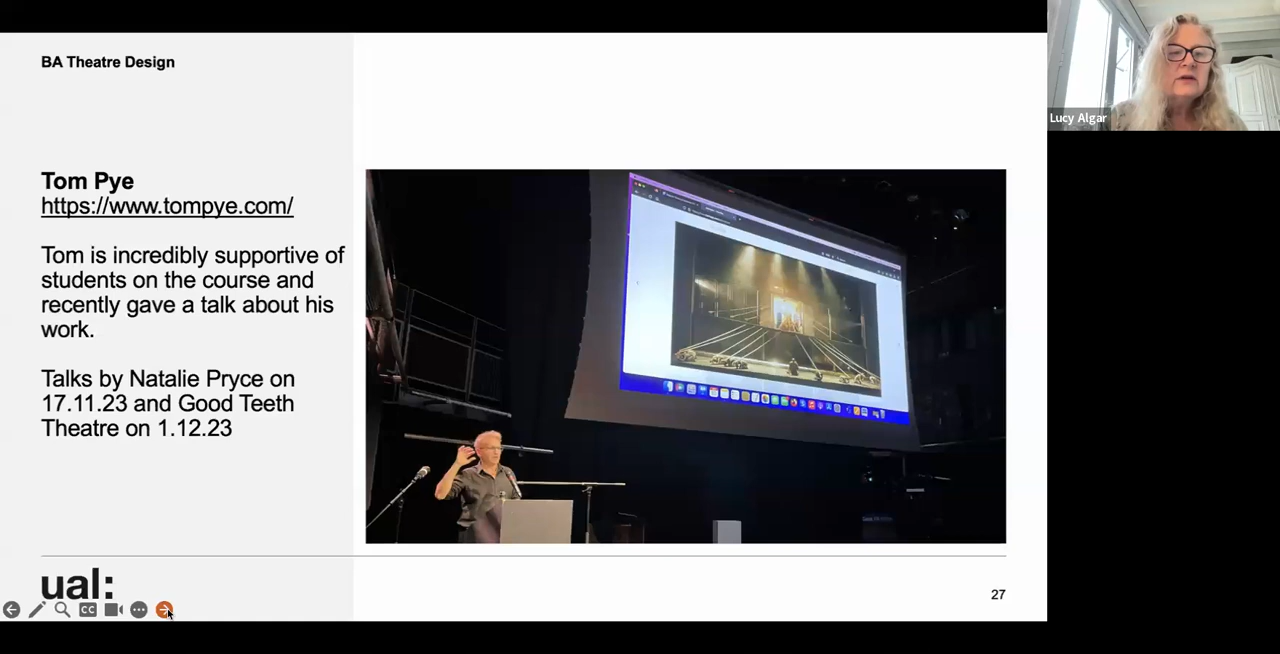 BA Theatre Design
Lucy Algar
Tom Pye
https://www.tompye.com/
Tom is incredibly supportive of
students on the course and
recently gave a talk about his
work.
Talks by Natalie Pryce on
17.11.23 and Good Teeth
Theatre on 1.12.23
ual:
CC
27